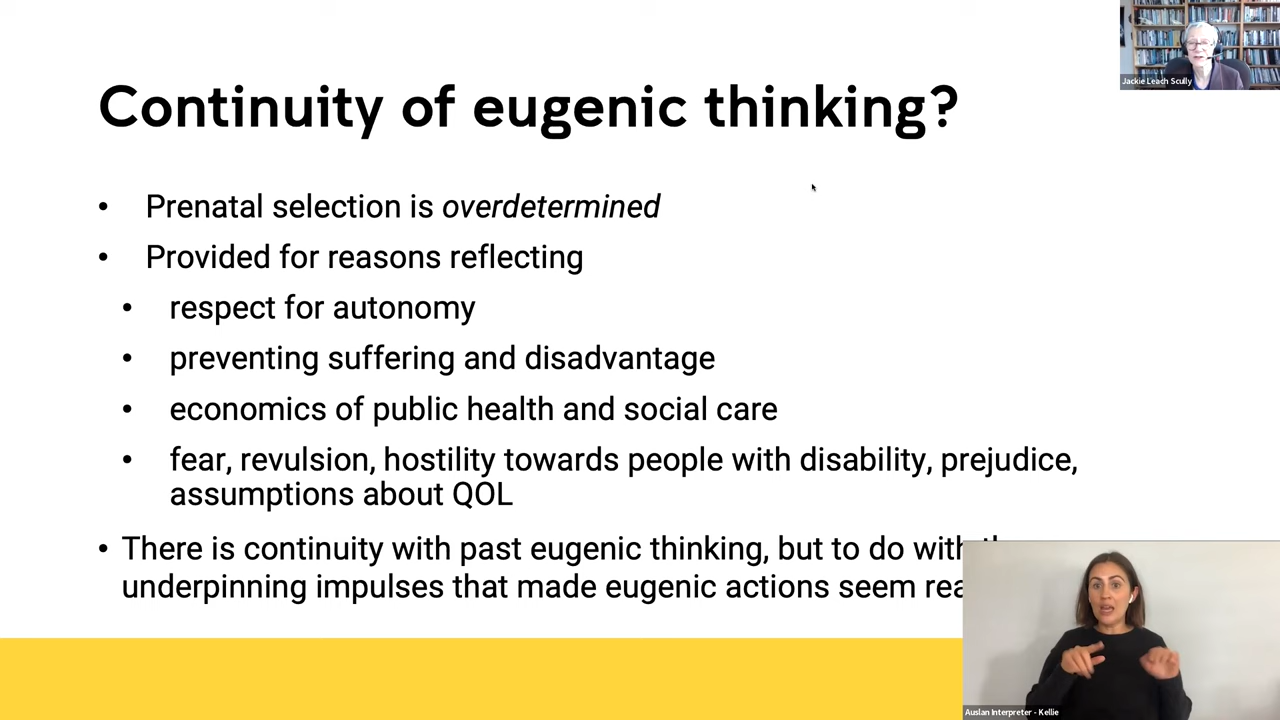 Continuity of eugenic thinking?
Jackie Leach Scully
• Prenatal selection is overdetermined
• Provided for reasons reflecting
• respect for autonomy
• preventing suffering and disadvantage
• economics of public health and social care
• fear, revulsion, hostility towards people with disability, prejudice,
assumptions about QOL
• There is continuity with past eugenic thinking, but to do with
underpinning impulses that made eugenic actions seem
Auslan Interpreter - Kellie